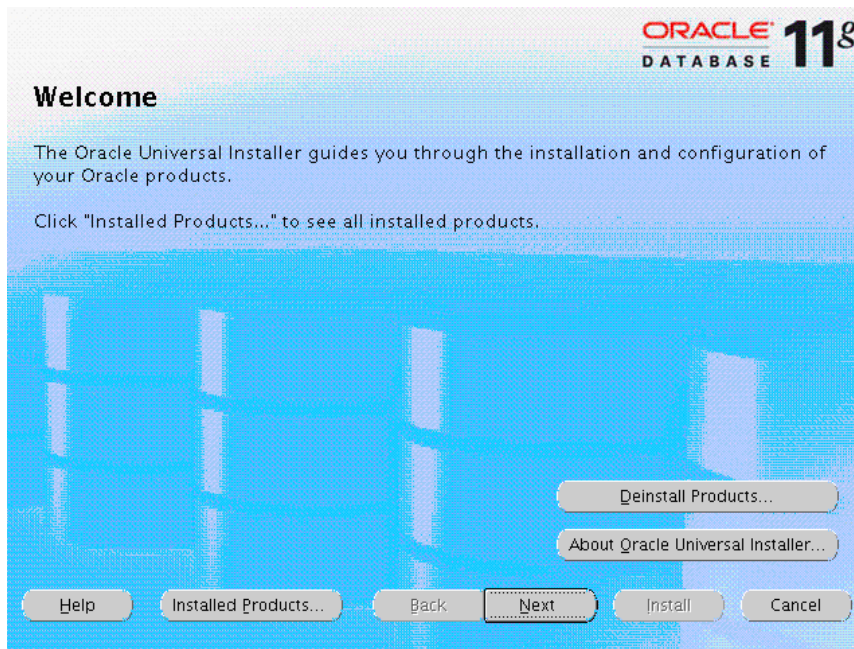 ORACLE 11g
DATABASE
Welcome
The Oracle Universal Installer guides you through the installation and configuration of
your Oracle products.
Click "Installed Products..." to see all installed products.
Deinstall Products...
About Oracle Universal Installer...
Help Installed Products... Back Next Install Cancel